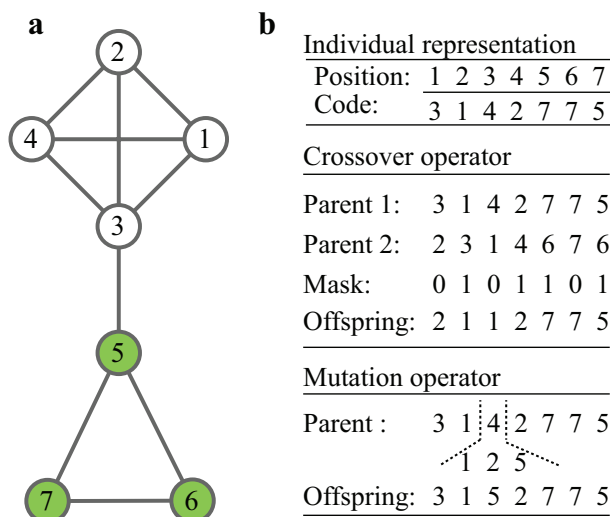 a
2
4
1
3
5
7
6
b
Individual representation
Position: 1 2 3 4 5 6 7
Code: 3 1 4 2 7 7 5
Crossover operator
Parent 1: 3 1 4 2 7 7 5
Parent 2: 2 3 1 4 6 7 6
Mask: 0 1 0 1 1 0 1
Offspring: 2 1 1 2 7 7 5
Mutation operator
Parent : 3 1 4 2 7 7 5
1 2 5
Offspring: 3 1 5 2 7 7 5